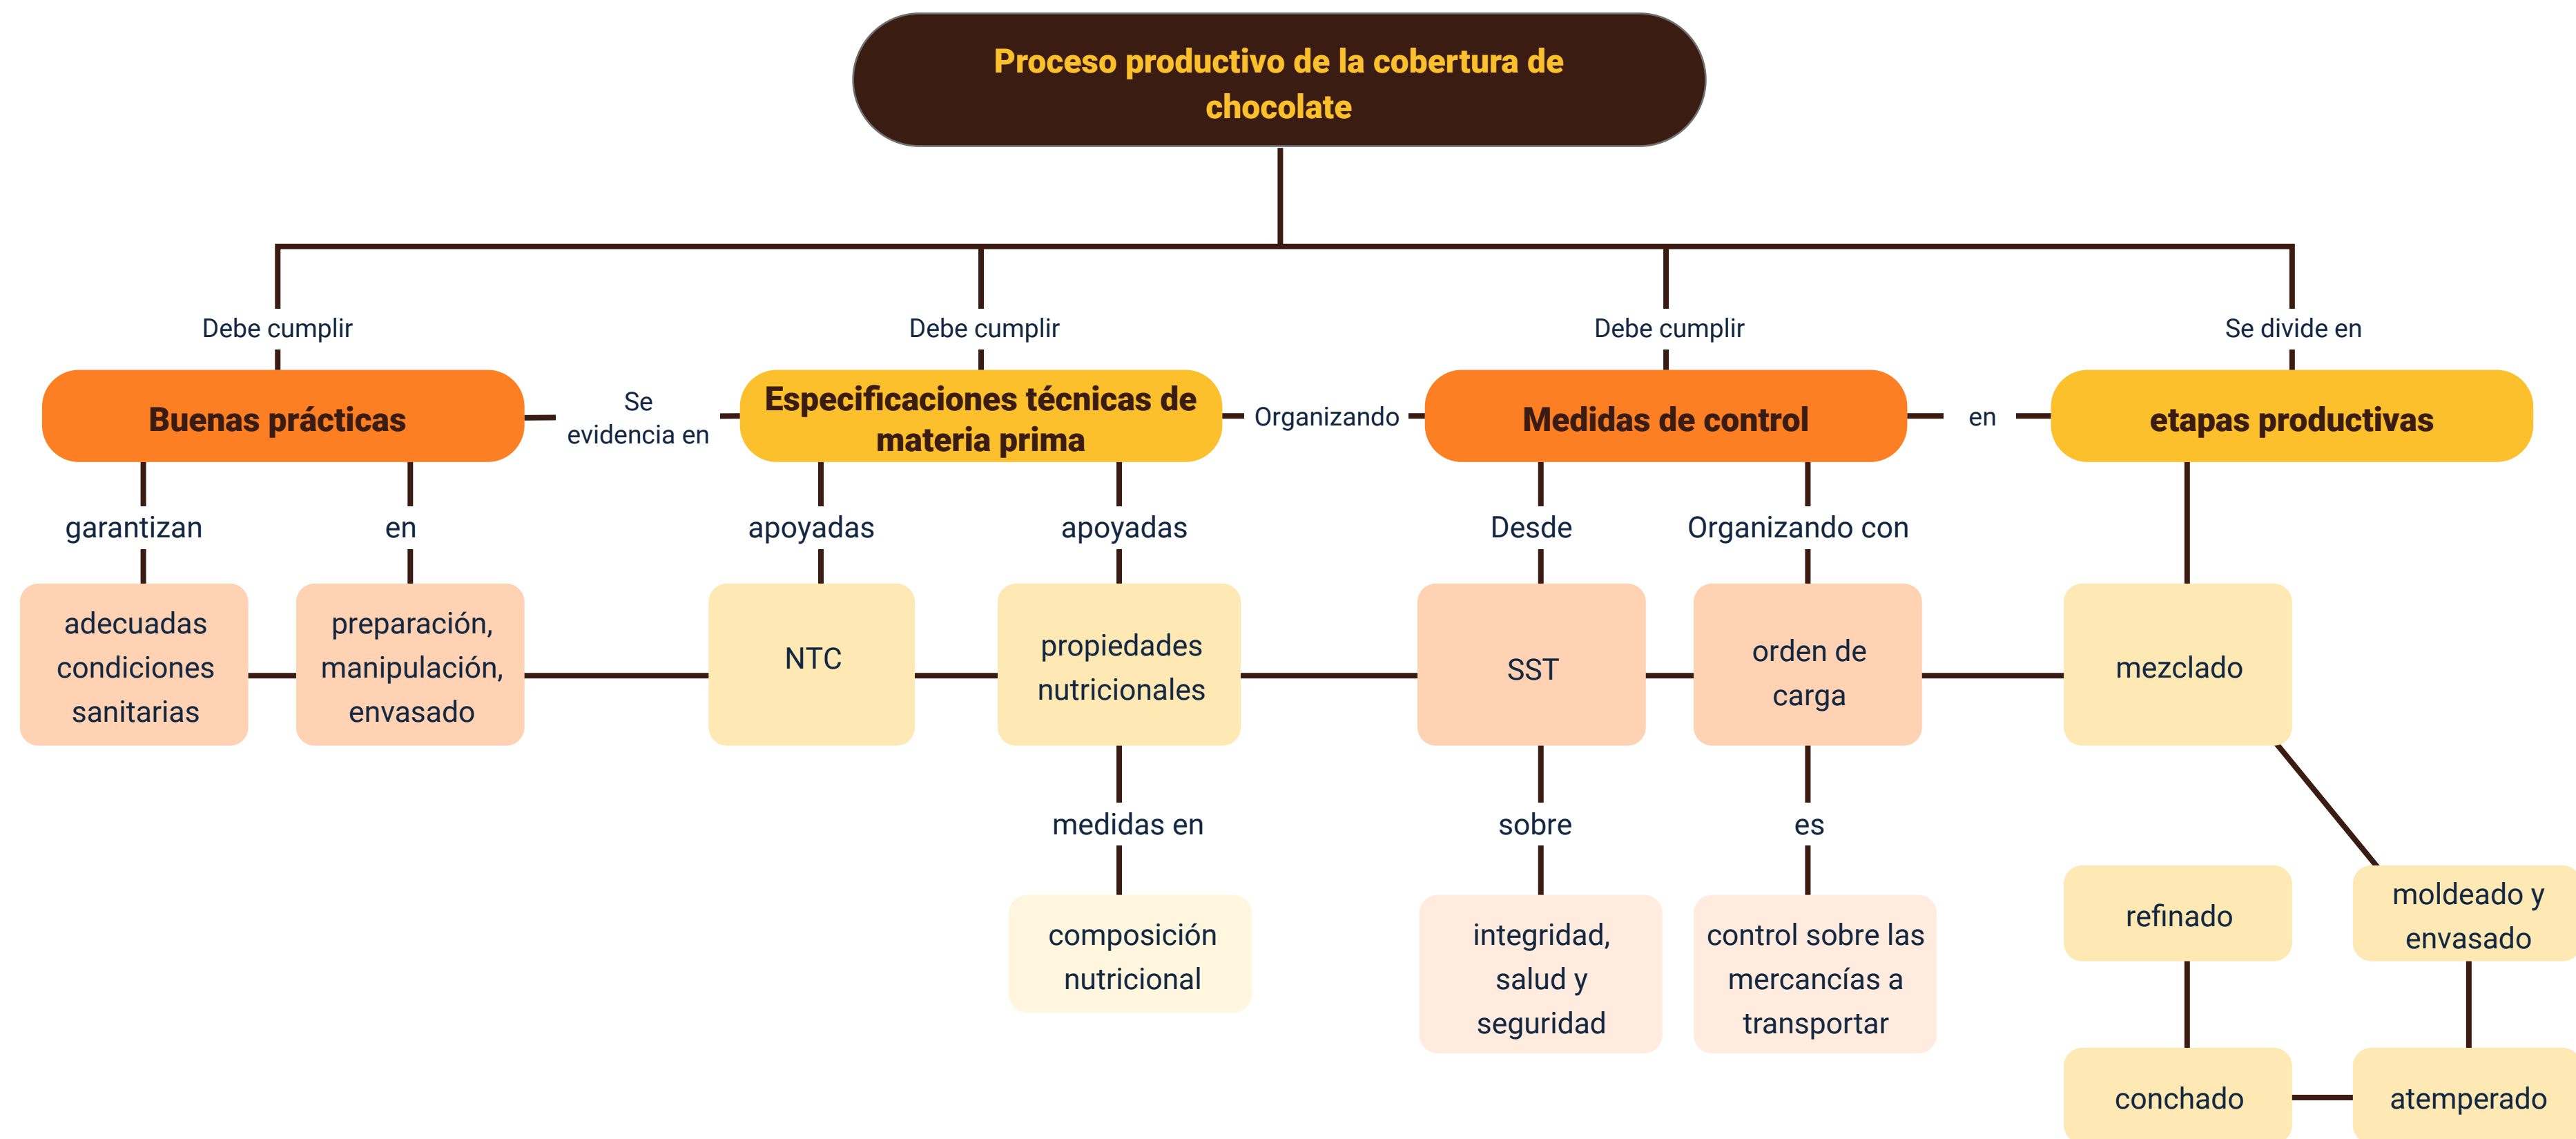 Proceso productivo de la cobertura de
chocolate
Debe cumplir
Debe cumplir
Debe cumplir
Se divide en
Buenas prácticas
Se
evidencia en
Especificaciones técnicas de
materia prima
Organizando
Medidas de control
en
etapas productivas
garantizan
en
apoyadas
apoyadas
Desde
Organizando con
adecuadas
condiciones
sanitarias
preparación,
manipulación,
envasado
NTC
propiedades
nutricionales
SST
orden de
carga
mezclado
medidas en
sobre
es
composición
nutricional
integridad,
salud y
seguridad
control sobre las
mercancías a
transportar
refinado
moldeado y
envasado
conchado
atemperado